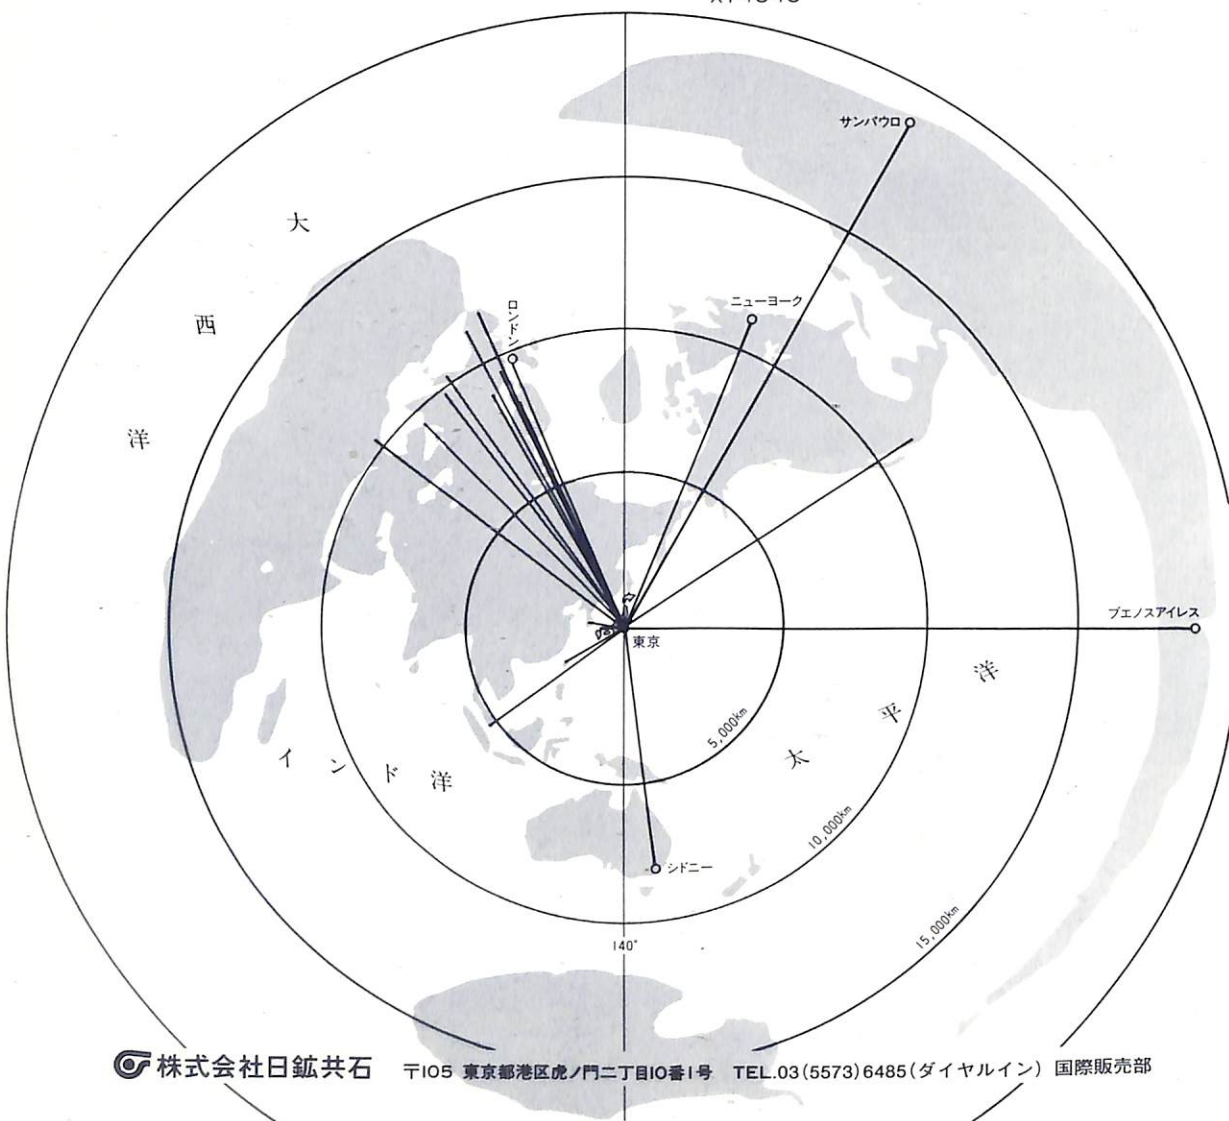 サンパウロ
大
西
洋
ロンドン
ニューヨーク
ブエノスアイレス
東京
太平洋
インド洋
5,000km
10,000km
15,000km
シドニー
140°
株式会社日鉱共石 〒105 東京都港区虎ノ門二丁目10番1号 TEL.03(5573)6485(ダイヤルイン) 国際販売部